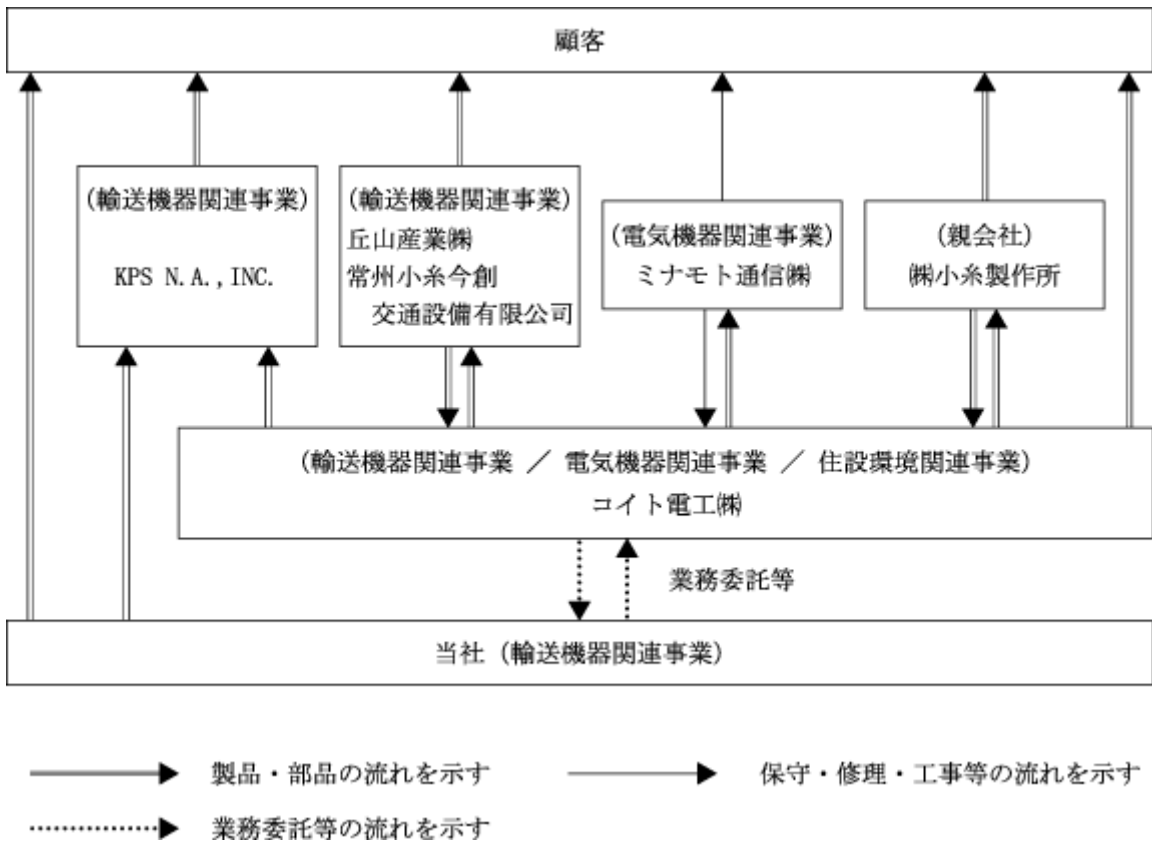 顧客
(輸送機器関連事業)
KPS N.A.,INC.
(輸送機器関連事業)
丘山産業㈱
常州小糸今創
交通設備有限公司
(電気機器関連事業)
ミナモト通信㈱
(親会社)
㈱小糸製作所
(輸送機器関連事業 ／ 電気機器関連事業 ／ 住設環境関連事業)
コイト電工㈱
業務委託等
当社 (輸送機器関連事業)
製品・部品の流れを示す
保守・修理・工事等の流れを示す
業務委託等の流れを示す